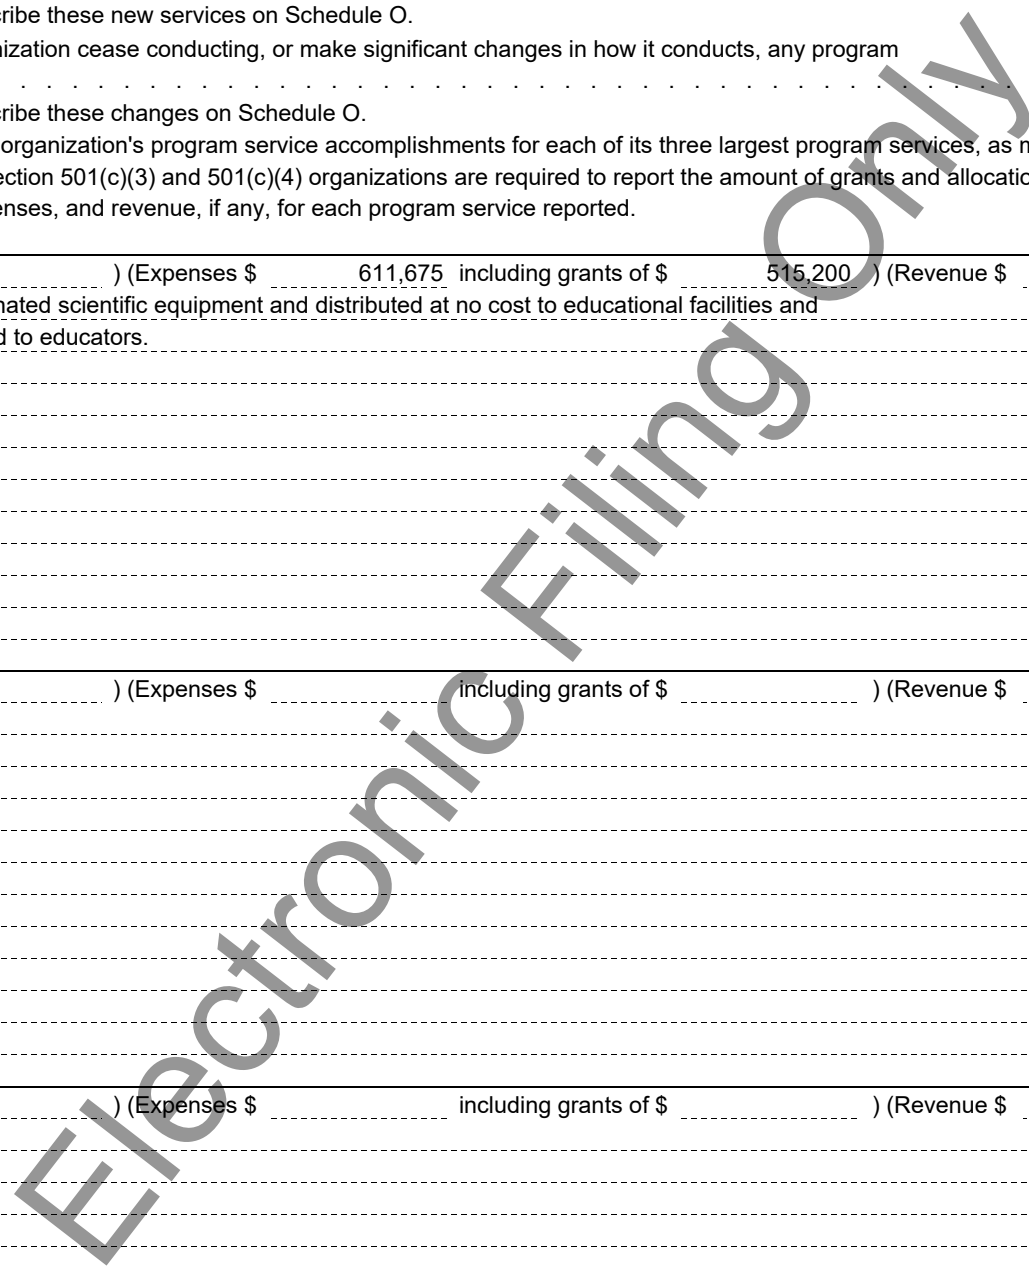 cribe these new services on Schedule O.
nization cease conducting, or make significant changes in how it conducts, any program
. . . . . . . . . . . . . . . . . . . . . . . . . . . . . . . . . . . . . . .
cribe these changes on Schedule O.
organization's program service accomplishments for each of its three largest program services, as m
ection 501(c)(3) and 501(c)(4) organizations are required to report the amount of grants and allocatio
enses, and revenue, if any, for each program service reported.
) (Expenses $ 611,675 including grants of $ 515,200 ) (Revenue $
nated scientific equipment and distributed at no cost to educational facilities and
d to educators.
) (Expenses $ including grants of $ ) (Revenue $
) (Expenses $ including grants of $ ) (Revenue $
Electronic Filing Only